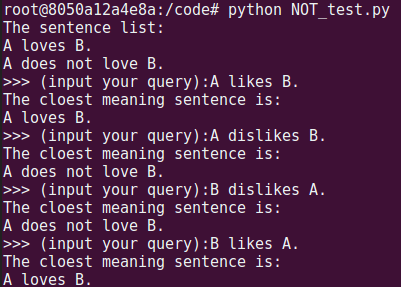 root@8050a12a4e8a:/code# python NOT_test.py
The sentence list:
A loves B.
A does not love B.
>>> (input your query):A likes B.
The cloest meaning sentence is:
A loves B.
>>> (input your query):A dislikes B.
The cloest meaning sentence is:
A does not love B.
>>> (input your query):B dislikes A.
The cloest meaning sentence is:
A does not love B.
>>> (input your query):B likes A.
The cloest meaning sentence is:
A loves B.